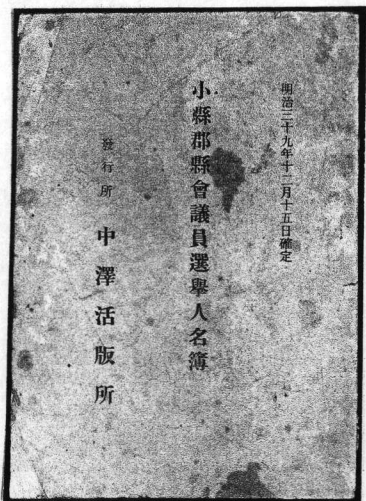 明治三十九年十二月十五日確定
小縣郡縣會議員選擧人名簿
發行所 中澤活版所